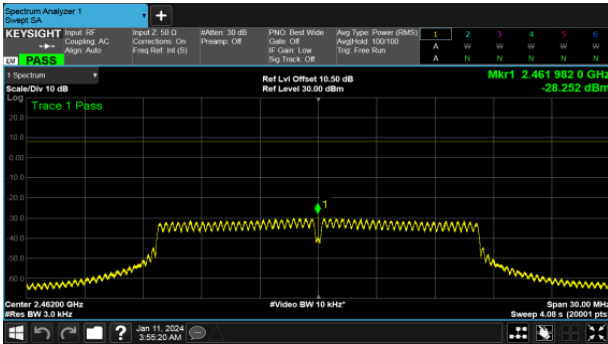 Spectrum Analyzer 1
Swept SA
KEYSIGHT
Input: RF
Coupling: AC
Align: Auto
Input Z: 50 Ω
Corrections: On
Freq Ref: Int (S)
#Atten: 30 dB
Preamp: Off
PNO: Best Wide
Gate: Off
IF Gain: Low
Sig Track: Off
Avg Type: Power (RMS)
Avg|Hold: 100/100
Trig: Free Run
1 2 3 4 5 6
A W W W W W
A N N N N N
LXI PASS
1 Spectrum
Scale/Div 10 dB
Ref Lvl Offset 10.50 dB
Ref Level 30.00 dBm
Mkr1 2.461 982 0 GHz
-28.252 dBm
Log
Trace 1 Pass
20.0
10.0
0.00
-10.0
-20.0
-30.0
-40.0
-50.0
-60.0
1
Center 2.46200 GHz
#Res BW 3.0 kHz
#Video BW 10 kHz*
Span 30.00 MHz
Sweep 4.08 s (20001 pts)
Jan 11, 2024
3:55:20 AM